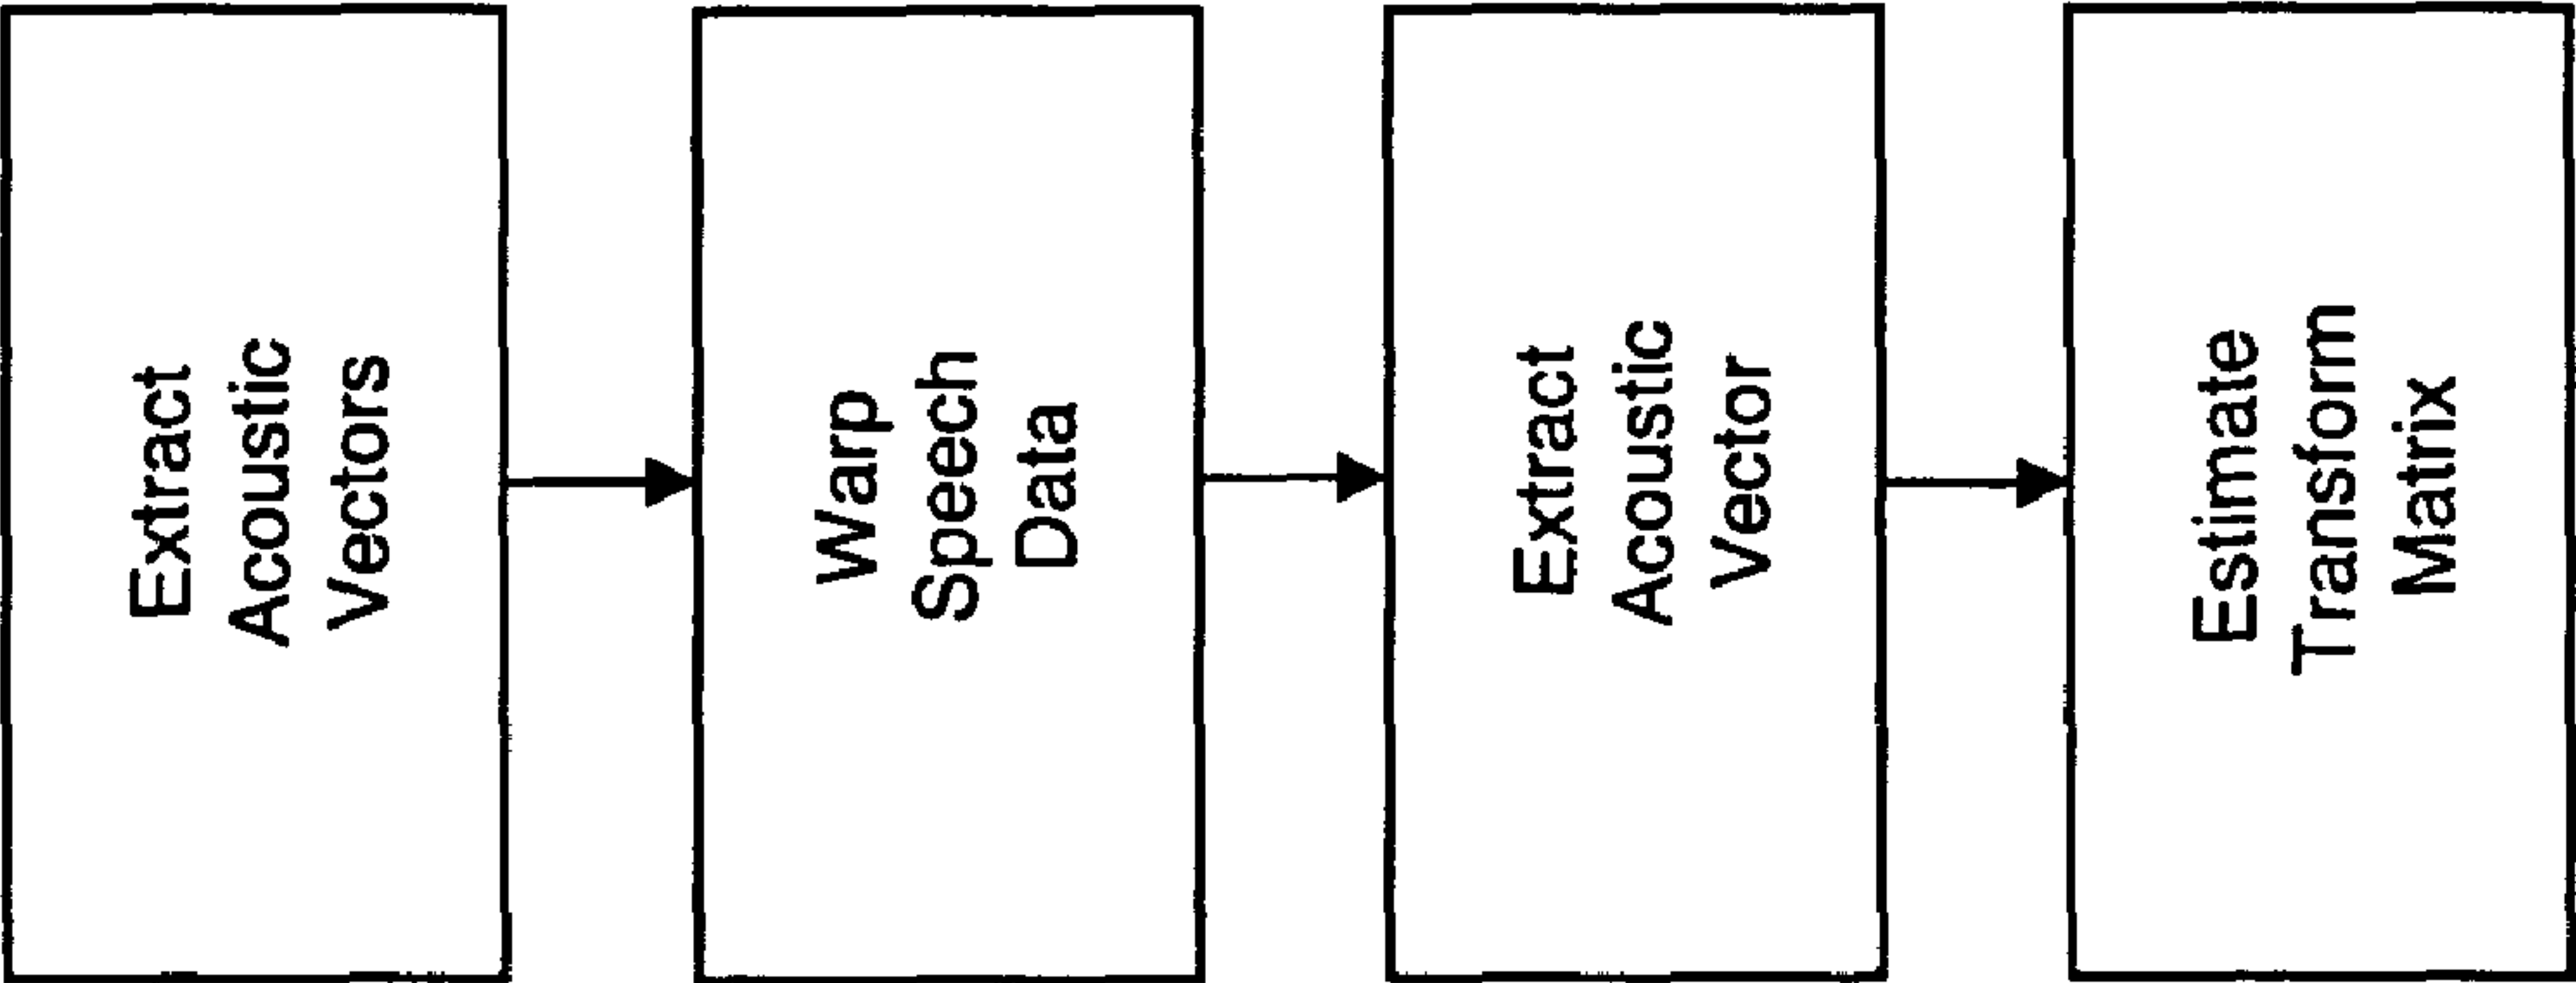 Extract
Acoustic
Vectors
Warp
Speech
Data
Extract
Acoustic
Vector
Estimate
Transform
Matrix